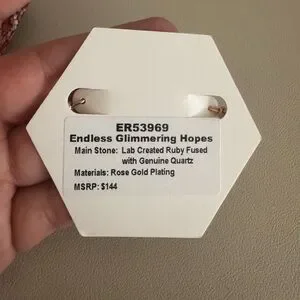 ER53969
Endless Glimmering Hopes
Main Stone: Lab Created Ruby Fused
with Genuine Quartz
Materials: Rose Gold Plating
MSRP: $144